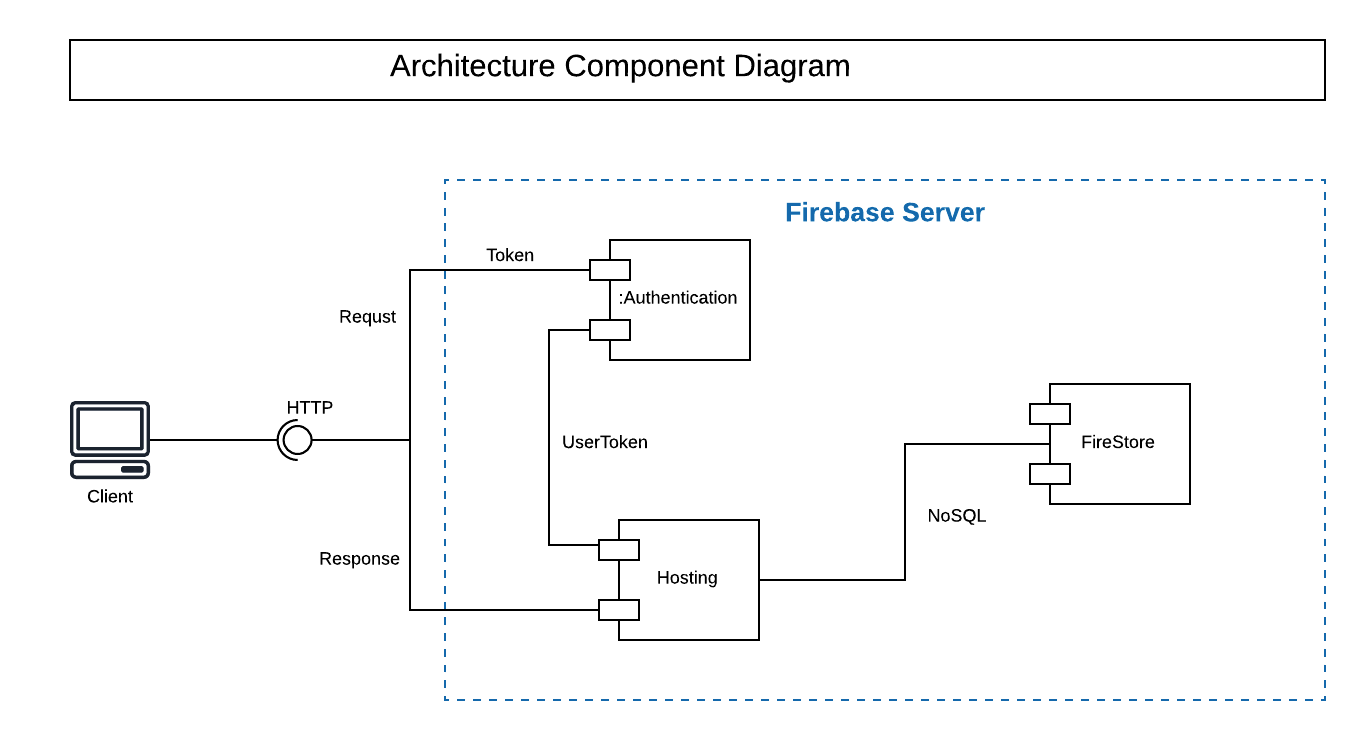 Architecture Component Diagram
Firebase Server
Token
:Authentication
Requst
HTTP
UserToken
FireStore
Client
NoSQL
Response
Hosting